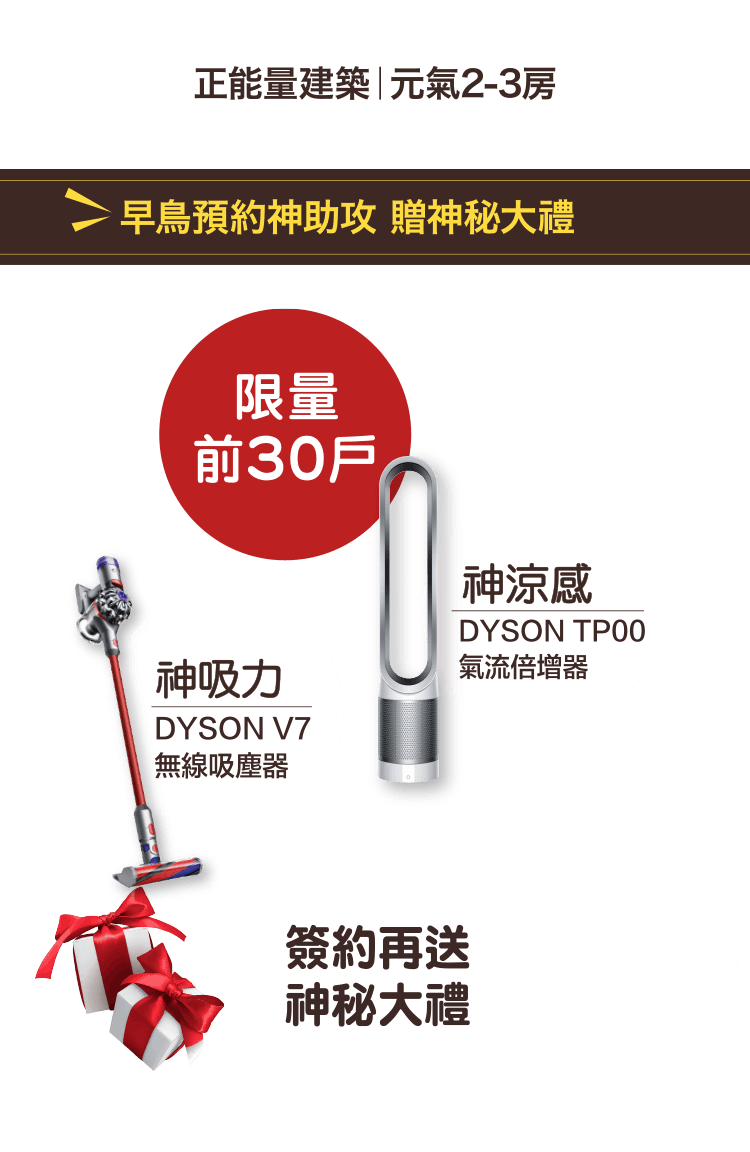 正能量建築|元氣2-3房
早鳥預約神助攻 贈神秘大禮
限量
前30戶
神涼感
DYSON TP00
氣流倍增器
神吸力
DYSON V7
無線吸塵器
簽約再送
神秘大禮